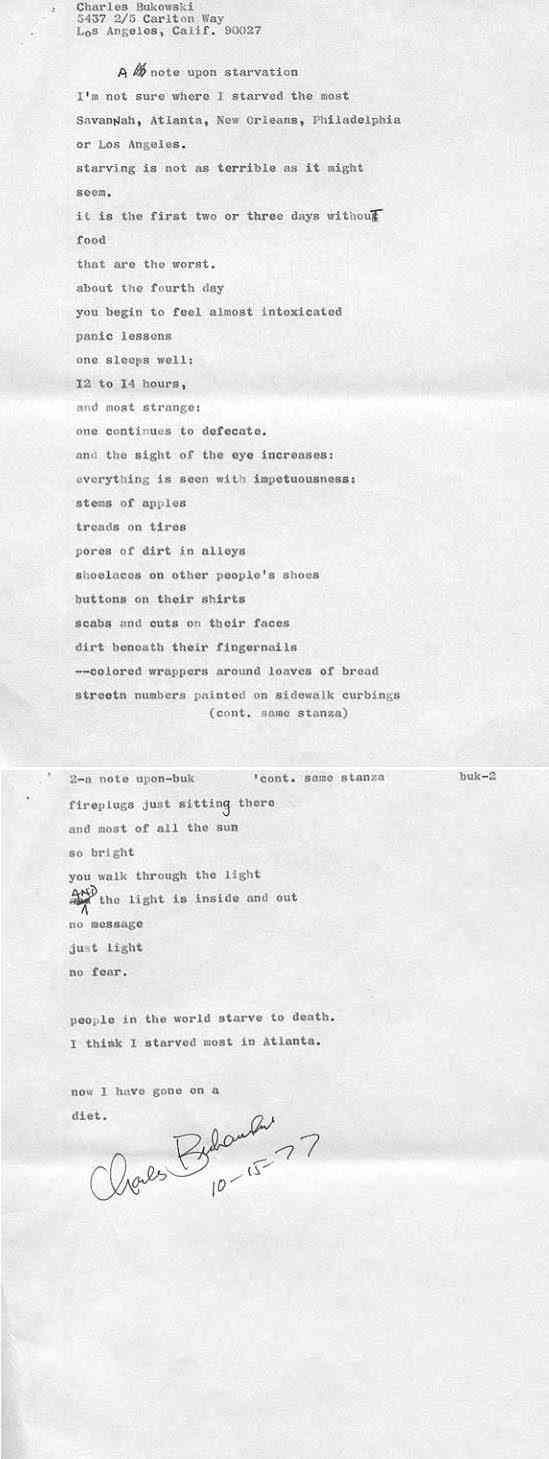 Charles Bukowski
5437 2/5 Carlton Way
Los Angeles, Calif. 90027
A note upon starvation
I'm not sure where I starved the most
Savannah, Atlanta, New Orleans, Philadelphia
or Los Angeles.
starving is not as terrible as it might
seem.
it is the first two or three days without
food
that are the worst.
about the fourth day
you begin to feel almost intoxicated
panic lessens
one sleeps well:
12 to 14 hours,
and most strange:
one continues to defecate.
and the sight of the eye increases:
everything is seen with impetuousness:
stems of apples
treads on tires
pores of dirt in alleys
shoelaces on other people's shoes
buttons on their shirts
scabs and cuts on their faces
dirt beneath their fingernails
--colored wrappers around loaves of bread
streetn numbers painted on sidewalk curbings
(cont. same stanza)
2-a note upon-buk 'cont. same stanza buk-2
fireplugs just sitting there
and most of all the sun
so bright
you walk through the light
AND the light is inside and out
no message
just light
no fear.
people in the world starve to death.
I think I starved most in Atlanta.
now I have gone on a
diet.
Charles Bukowski
10-15-77